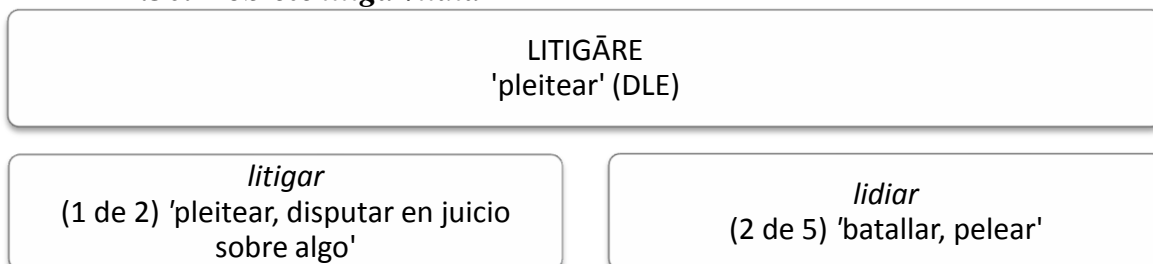 LITIGĀRE
'pleitear' (DLE)
litigar
(1 de 2) 'pleitear, disputar en juicio
sobre algo'
lidiar
(2 de 5) 'batallar, pelear'